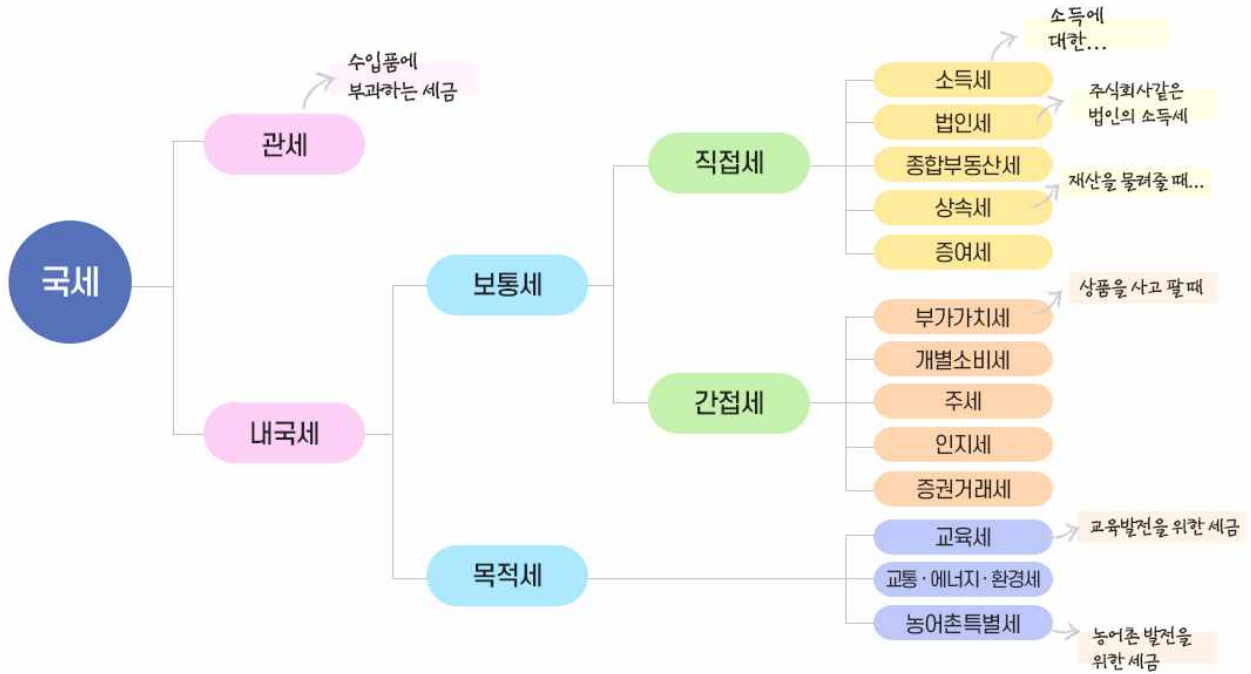 소득에
대한...
수입품에
부과하는 세금
소득세
주식회사같은
법인의 소득세
법인세
관세
직접세
종합부동산세
재산을 물려줄 때...
상속세
증여세
국세
보통세
상품을 사고 팔 때
부가가치세
개별소비세
간접세
주세
내국세
인지세
증권거래세
교육세
교육발전을 위한 세금
목적세
교통·에너지·환경세
농어촌특별세
농어촌 발전을
위한 세금